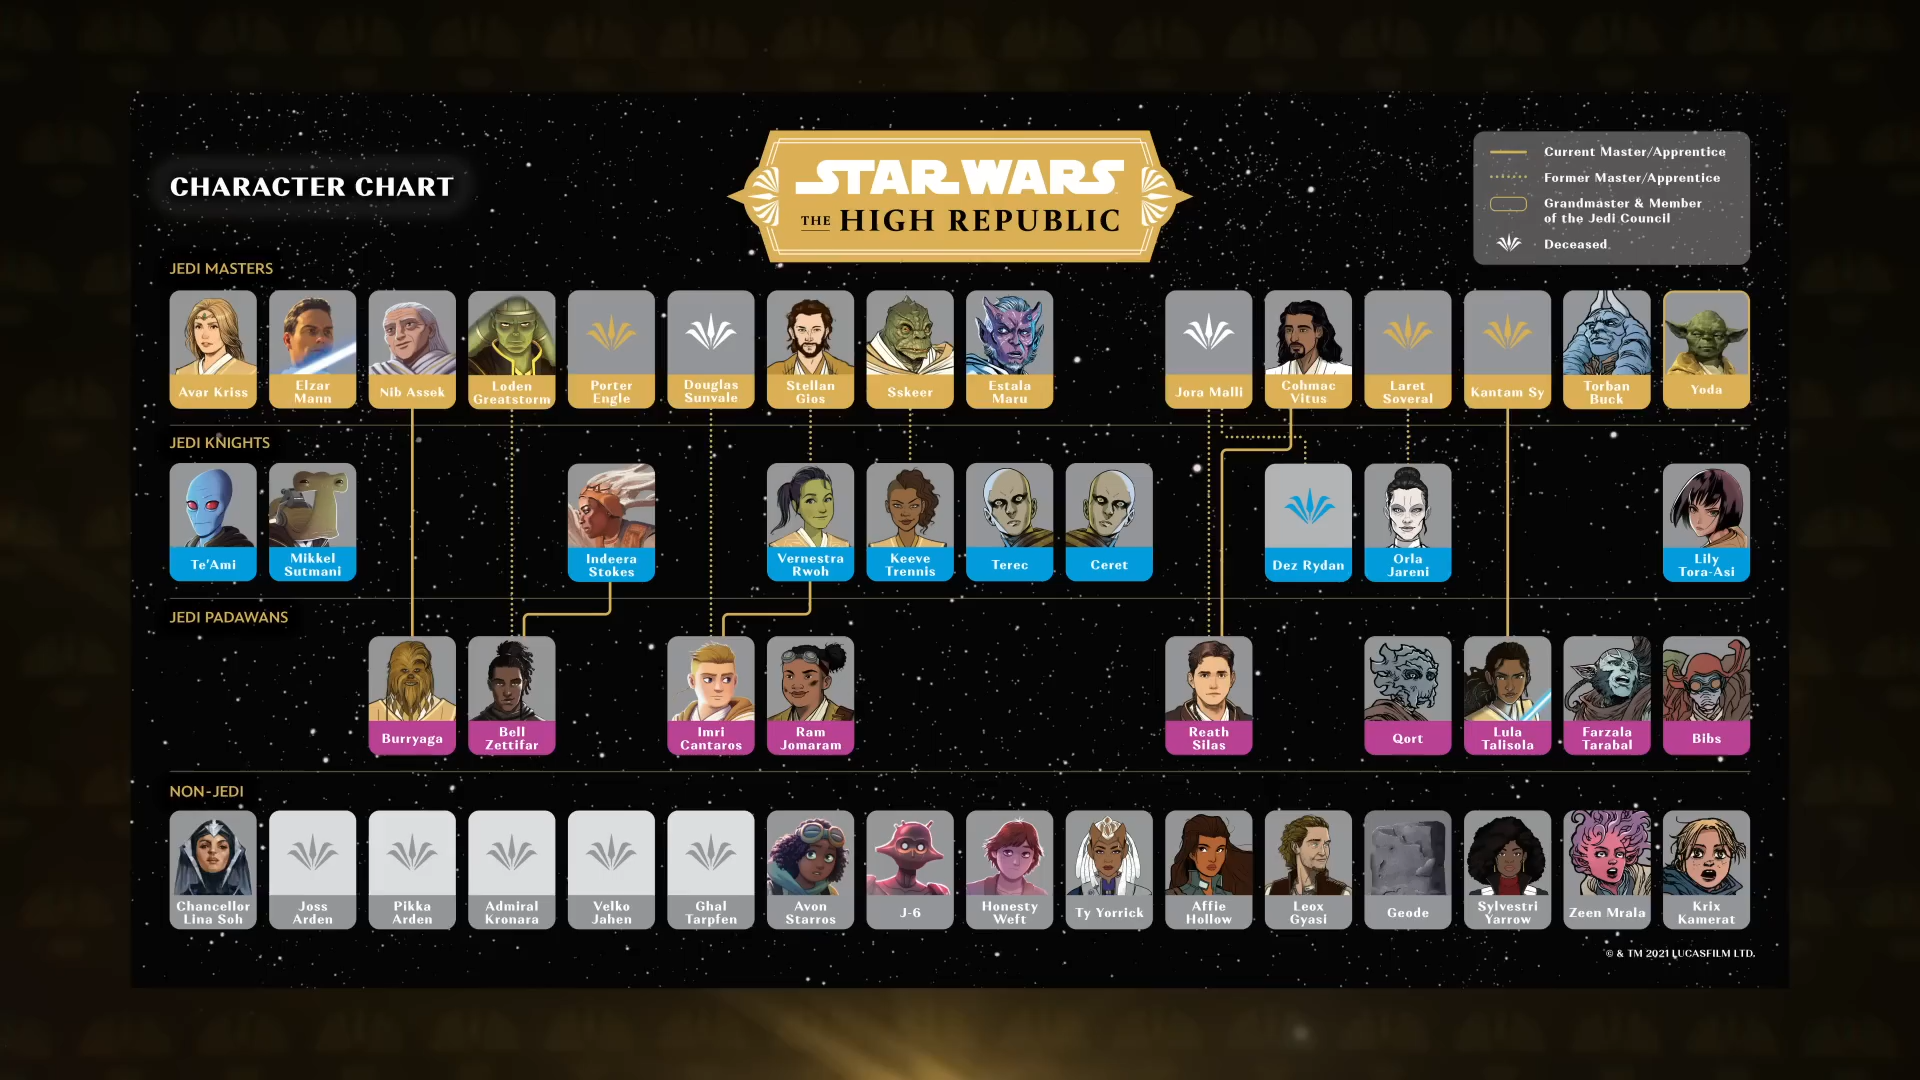 STAR WARS
THE HIGH REPUBLIC
CHARACTER CHART
Current Master/Apprentice
Former Master/Apprentice
Grandmaster & Member
of the Jedi Council
Deceased
JEDI MASTERS
Avar Kriss
Elzar
Mann
Nib Assek
Loden
Greatstorm
Porter
Engle
Douglas
Sunvale
Stellan
Gios
Sskeer
Estala
Maru
Jora Malli
Cohmac
Vitus
Laret
Soveral
Kantam Sy
Torban
Buck
Yoda
JEDI KNIGHTS
Te'Ami
Mikkel
Sutmani
Indeera
Stokes
Vernestra
Rwoh
Keeve
Trennis
Terec
Ceret
Dez Rydan
Orla
Jareni
Lily
Tora-Asi
JEDI PADAWANS
Burryaga
Bell
Zettifar
Imri
Cantaros
Ram
Jomaram
Reath
Silas
Qort
Lula
Talisola
Farzala
Tarabal
Bibs
NON-JEDI
Chancellor
Lina Soh
Joss
Arden
Pikka
Arden
Admiral
Kronara
Velko
Jahen
Ghal
Tarpfen
Avon
Starros
J-6
Honesty
Weft
Ty Yorrick
Affie
Hollow
Leox
Gyasi
Geode
Sylvestri
Yarrow
Zeen Mrala
Krix
Kamerat
© & TM 2021 LUCASFILM LTD.